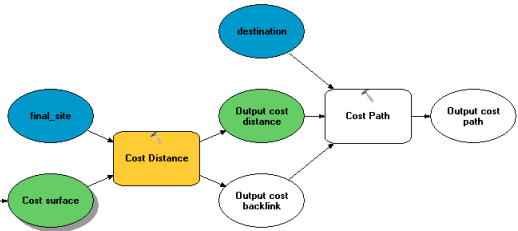 destination
final_site
Output cost
distance
Cost Path
Output cost
path
Cost Distance
Cost surface
Output cost
backlink